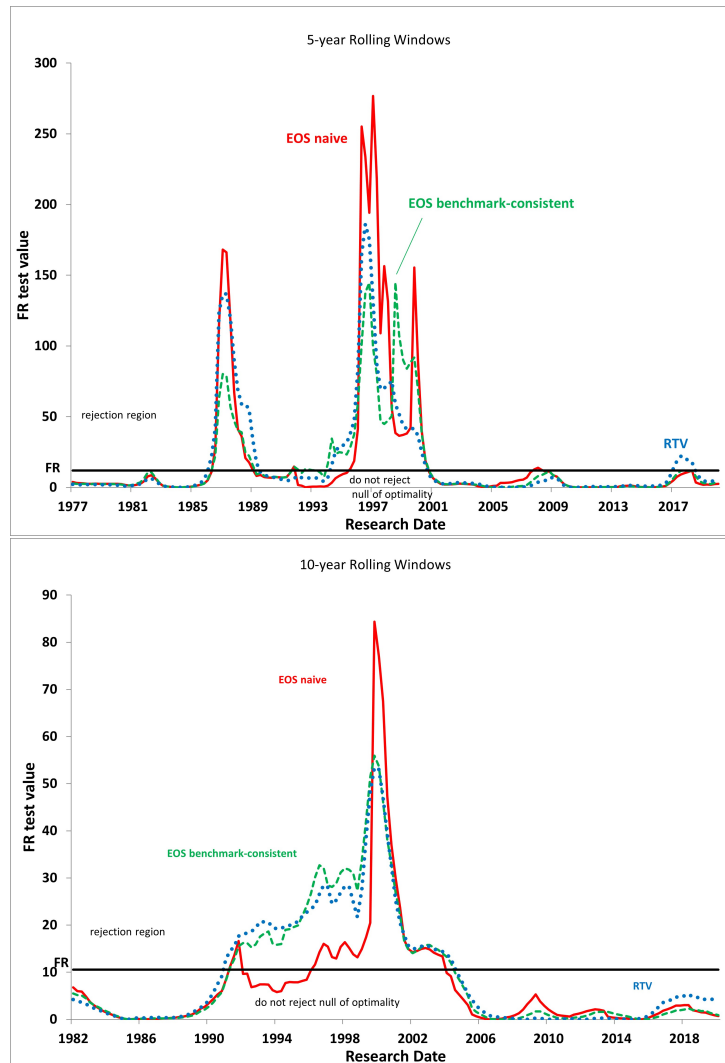 5-year Rolling Windows
300
250
200
150
100
50
0
FR test value
EOS naive
EOS benchmark-consistent
rejection region
FR
RTV
do not reject
null of optimality
1977
1981
1985
1989
1993
1997
2001
2005
2009
2013
2017
Research Date
10-year Rolling Windows
90
80
70
60
50
40
30
20
10
0
FR test value
EOS naive
EOS benchmark-consistent
rejection region
FR
RTV
do not reject null of optimality
1982
1986
1990
1994
1998
2002
2006
2010
2014
2018
Research Date